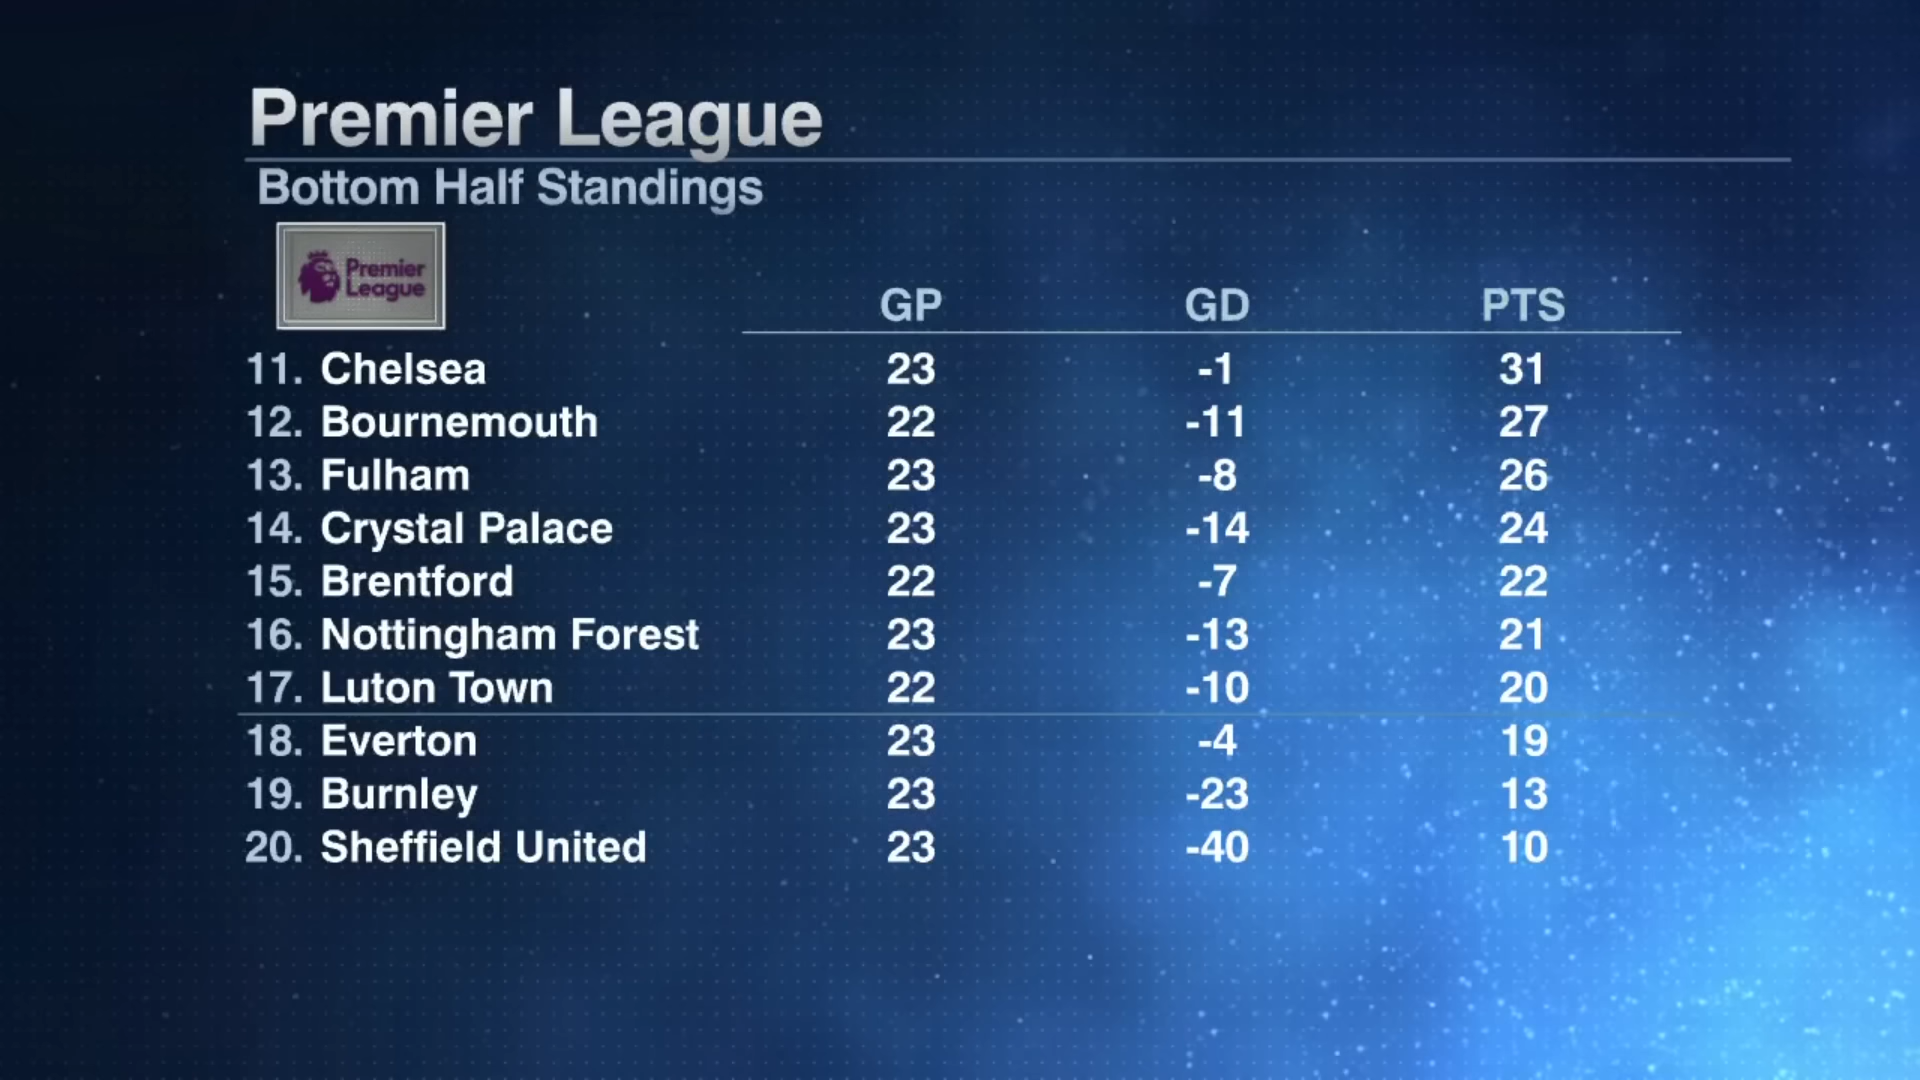 Premier League
Bottom Half Standings
Premier
League
GP GD PTS
11. Chelsea 23 -1 31
12. Bournemouth 22 -11 27
13. Fulham 23 -8 26
14. Crystal Palace 23 -14 24
15. Brentford 22 -7 22
16. Nottingham Forest 23 -13 21
17. Luton Town 22 -10 20
18. Everton 23 -4 19
19. Burnley 23 -23 13
20. Sheffield United 23 -40 10